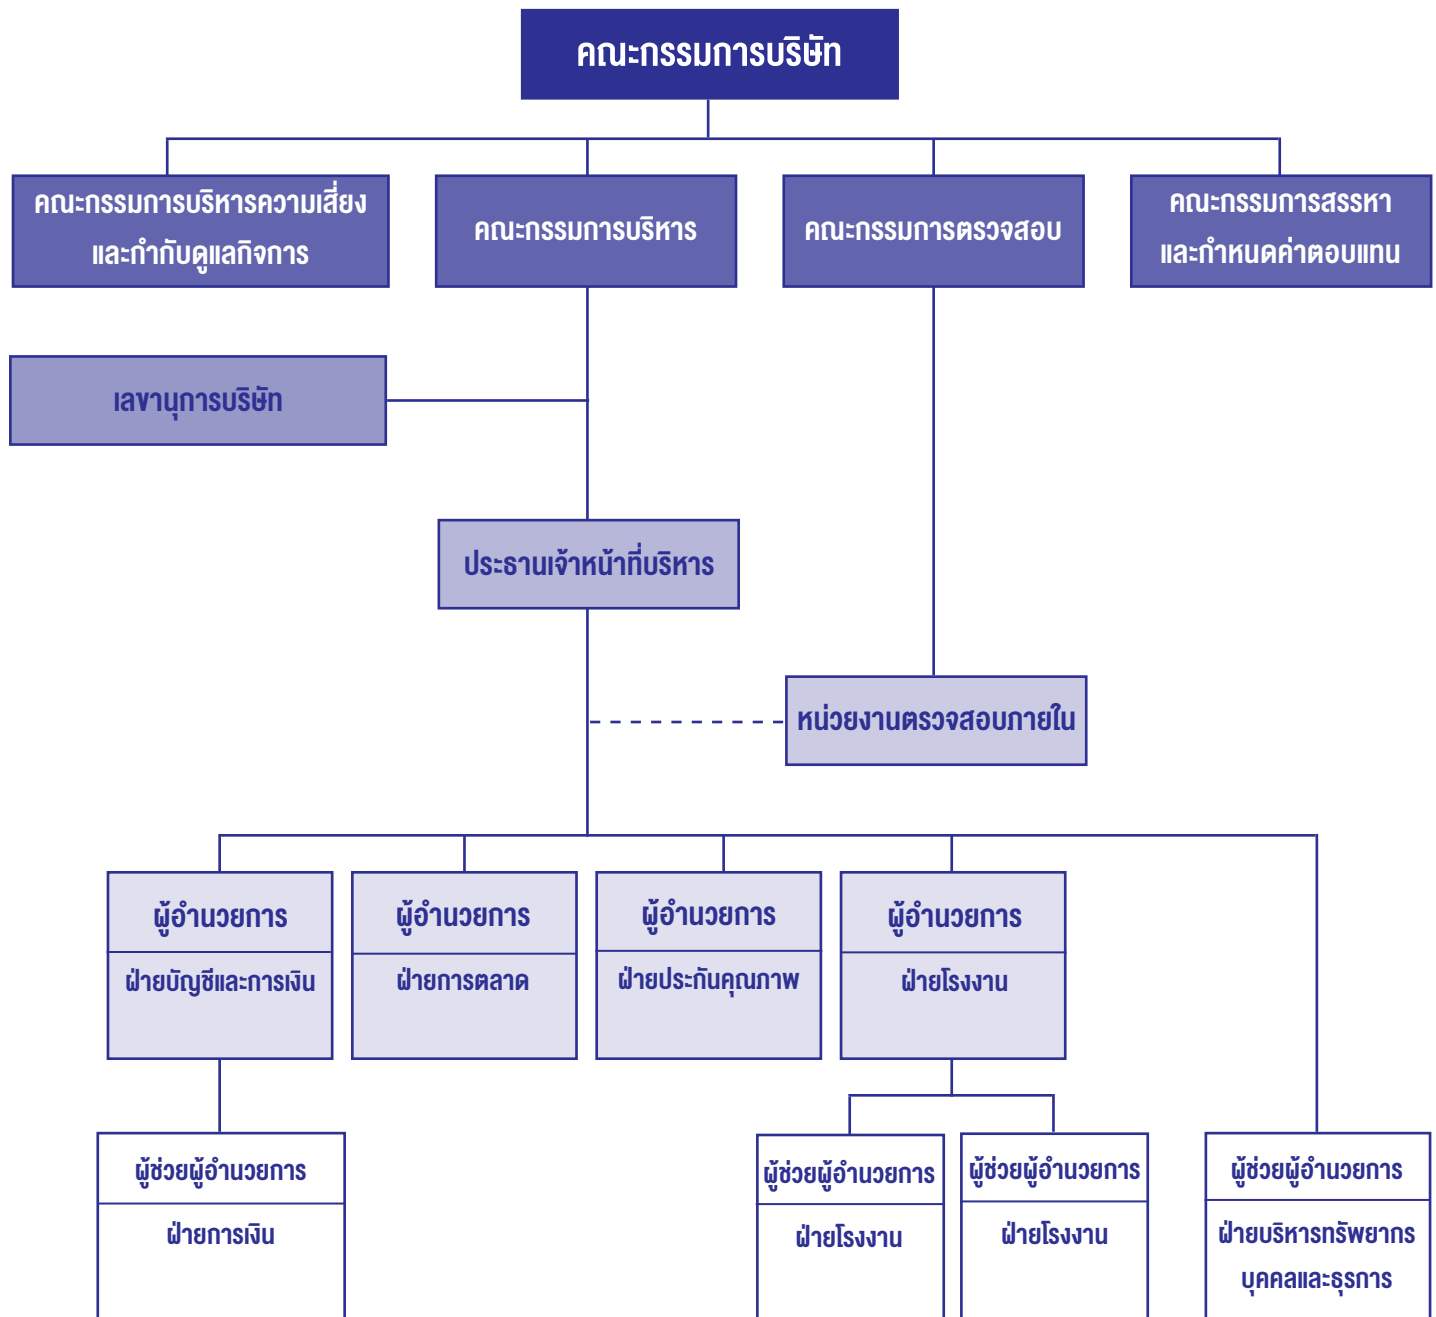 คณะกรรมการบริษัท
คณะกรรมการบริหารความเสี่ยง
และกำกับดูแลกิจการ
คณะกรรมการบริหาร
คณะกรรมการตรวจสอบ
คณะกรรมการสรรหา
และกำหนดค่าตอบแทน
เลขานุการบริษัท
ประธานเจ้าหน้าที่บริหาร
หน่วยงานตรวจสอบภายใน
ผู้อำนวยการ
ฝ่ายบัญชีและการเงิน
ผู้อำนวยการ
ฝ่ายการตลาด
ผู้อำนวยการ
ฝ่ายประกันคุณภาพ
ผู้อำนวยการ
ฝ่ายโรงงาน
ผู้ช่วยผู้อำนวยการ
ฝ่ายการเงิน
ผู้ช่วยผู้อำนวยการ
ฝ่ายโรงงาน
ผู้ช่วยผู้อำนวยการ
ฝ่ายโรงงาน
ผู้ช่วยผู้อำนวยการ
ฝ่ายบริหารทรัพยากร
บุคคลและธุรการ